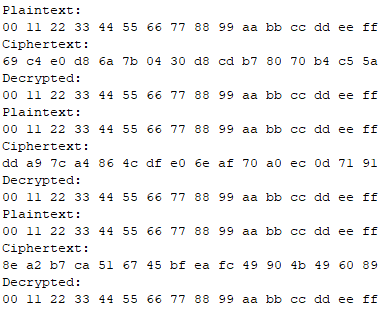 Plaintext:
00 11 22 33 44 55 66 77 88 99 aa bb cc dd ee ff
Ciphertext:
69 c4 e0 d8 6a 7b 04 30 d8 cd b7 80 70 b4 c5 5a
Decrypted:
00 11 22 33 44 55 66 77 88 99 aa bb cc dd ee ff
Plaintext:
00 11 22 33 44 55 66 77 88 99 aa bb cc dd ee ff
Ciphertext:
dd a9 7c a4 86 4c df e0 6e af 70 a0 ec 0d 71 91
Decrypted:
00 11 22 33 44 55 66 77 88 99 aa bb cc dd ee ff
Plaintext:
00 11 22 33 44 55 66 77 88 99 aa bb cc dd ee ff
Ciphertext:
8e a2 b7 ca 51 67 45 bf ea fc 49 90 4b 49 60 89
Decrypted:
00 11 22 33 44 55 66 77 88 99 aa bb cc dd ee ff